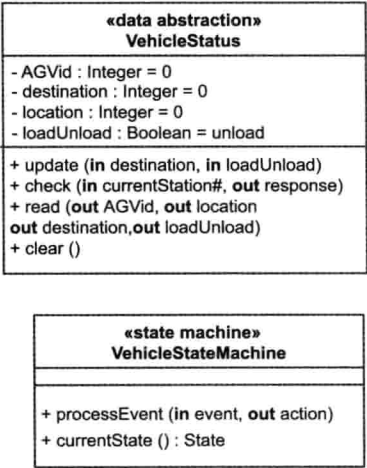 «data abstraction»
VehicleStatus
- AGVid : Integer = 0
- destination : Integer = 0
- location : Integer = 0
- loadUnload : Boolean = unload
+ update (in destination, in loadUnload)
+ check (in currentStation#, out response)
+ read (out AGVid, out location
out destination,out loadUnload)
+ clear ()
«state machine»
VehicleStateMachine
+ processEvent (in event, out action)
+ currentState () : State